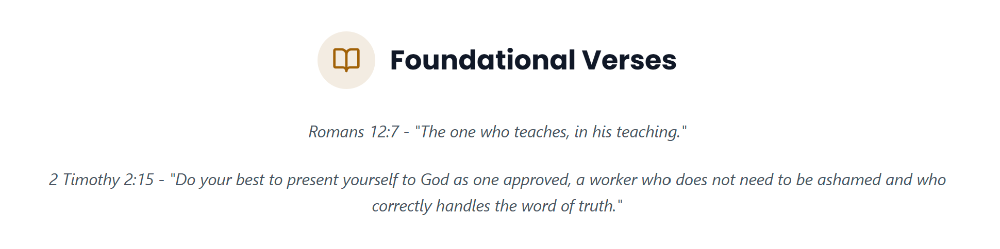 Foundational Verses
Romans 12:7 - "The one who teaches, in his teaching."
2 Timothy 2:15 - "Do your best to present yourself to God as one approved, a worker who does not need to be ashamed and who
correctly handles the word of truth."